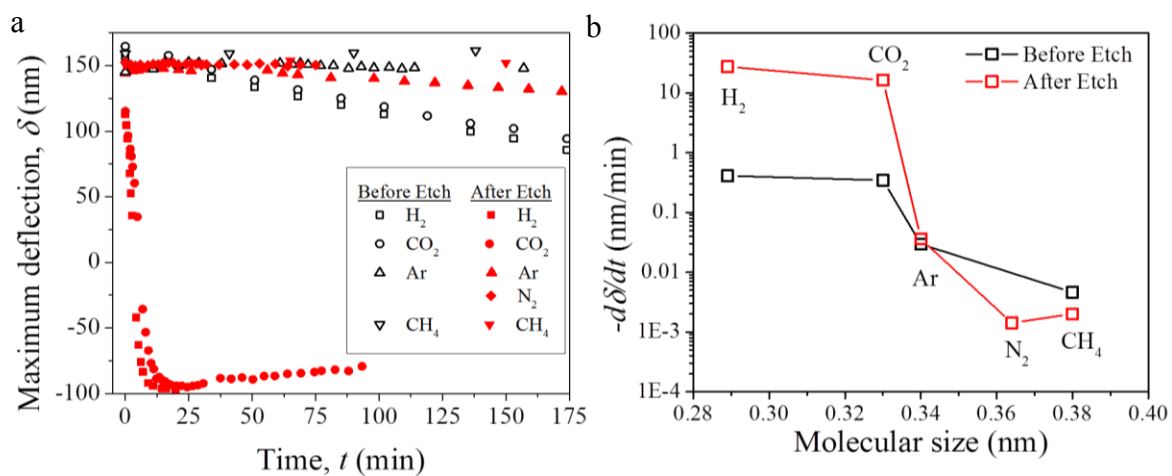 a
Maximum deflection, δ (nm)
150
100
50
0
-50
-100
0
25
50
75
100
125
150
175
Time, t (min)
Before Etch After Etch
H₂ H₂
CO₂ CO₂
Ar Ar
N₂
CH₄ CH₄
b
-dδ/dt (nm/min)
100
10
1
0.1
0.01
1E-3
1E-4
0.28
0.30
0.32
0.34
0.36
0.38
0.40
Molecular size (nm)
Before Etch
After Etch
H₂
CO₂
Ar
N₂
CH₄